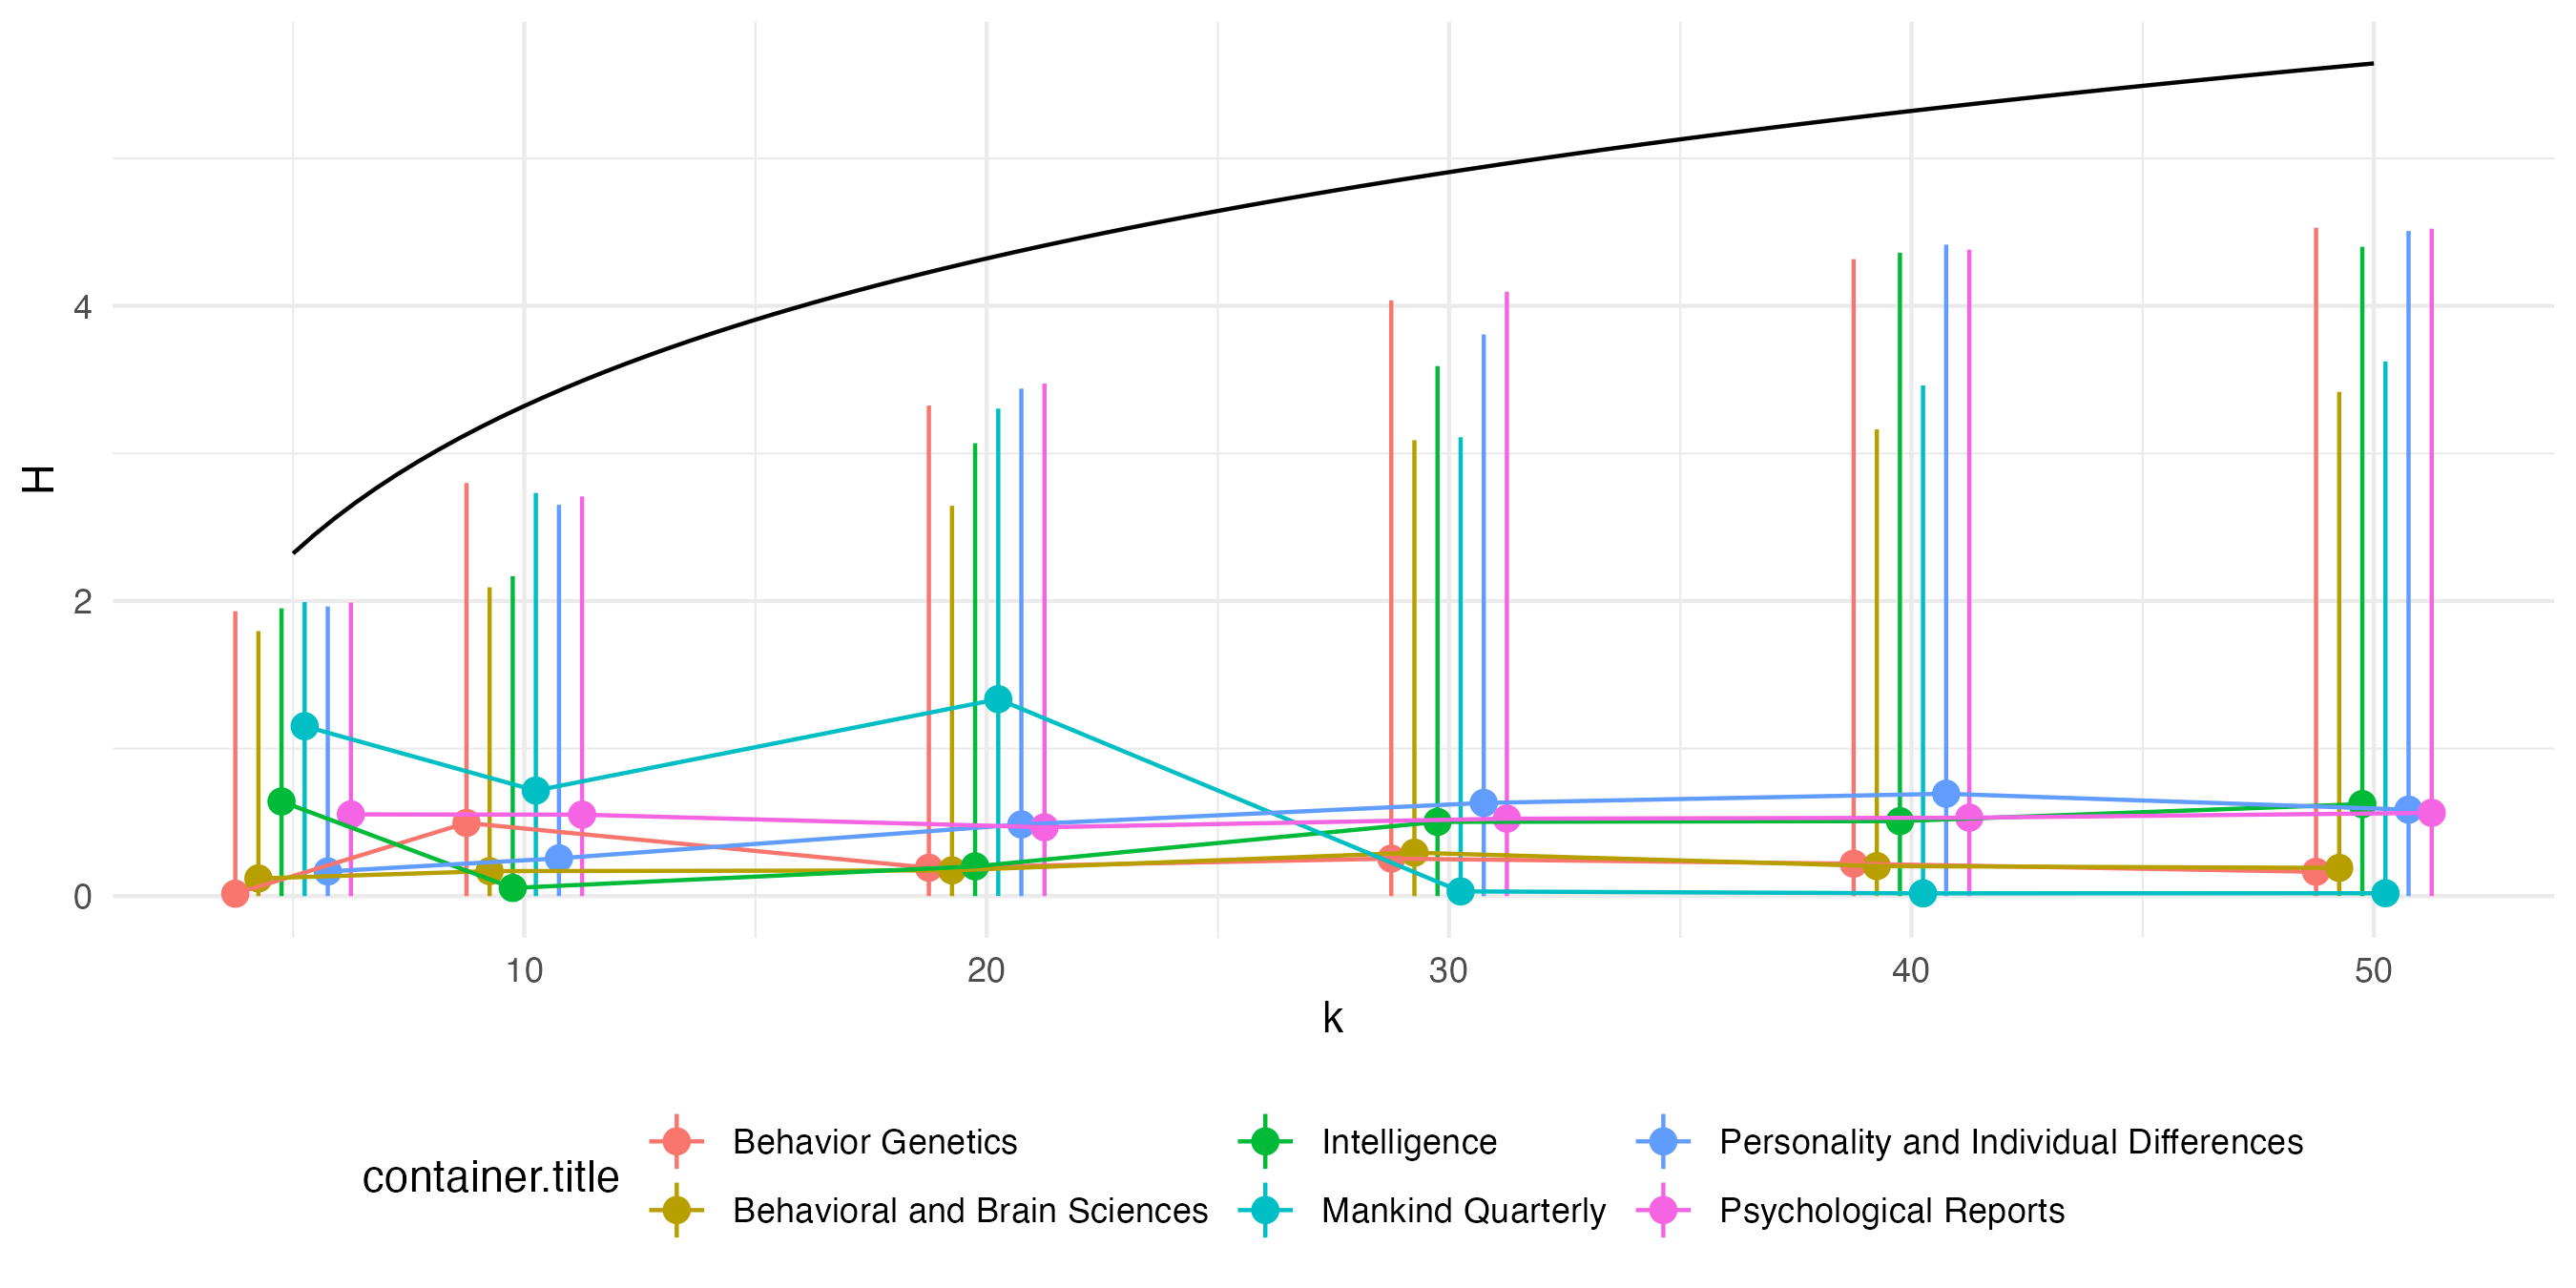 H
4
2
0
10 20 30 40 50
k
container.title
Behavior Genetics Intelligence Personality and Individual Differences
Behavioral and Brain Sciences Mankind Quarterly Psychological Reports